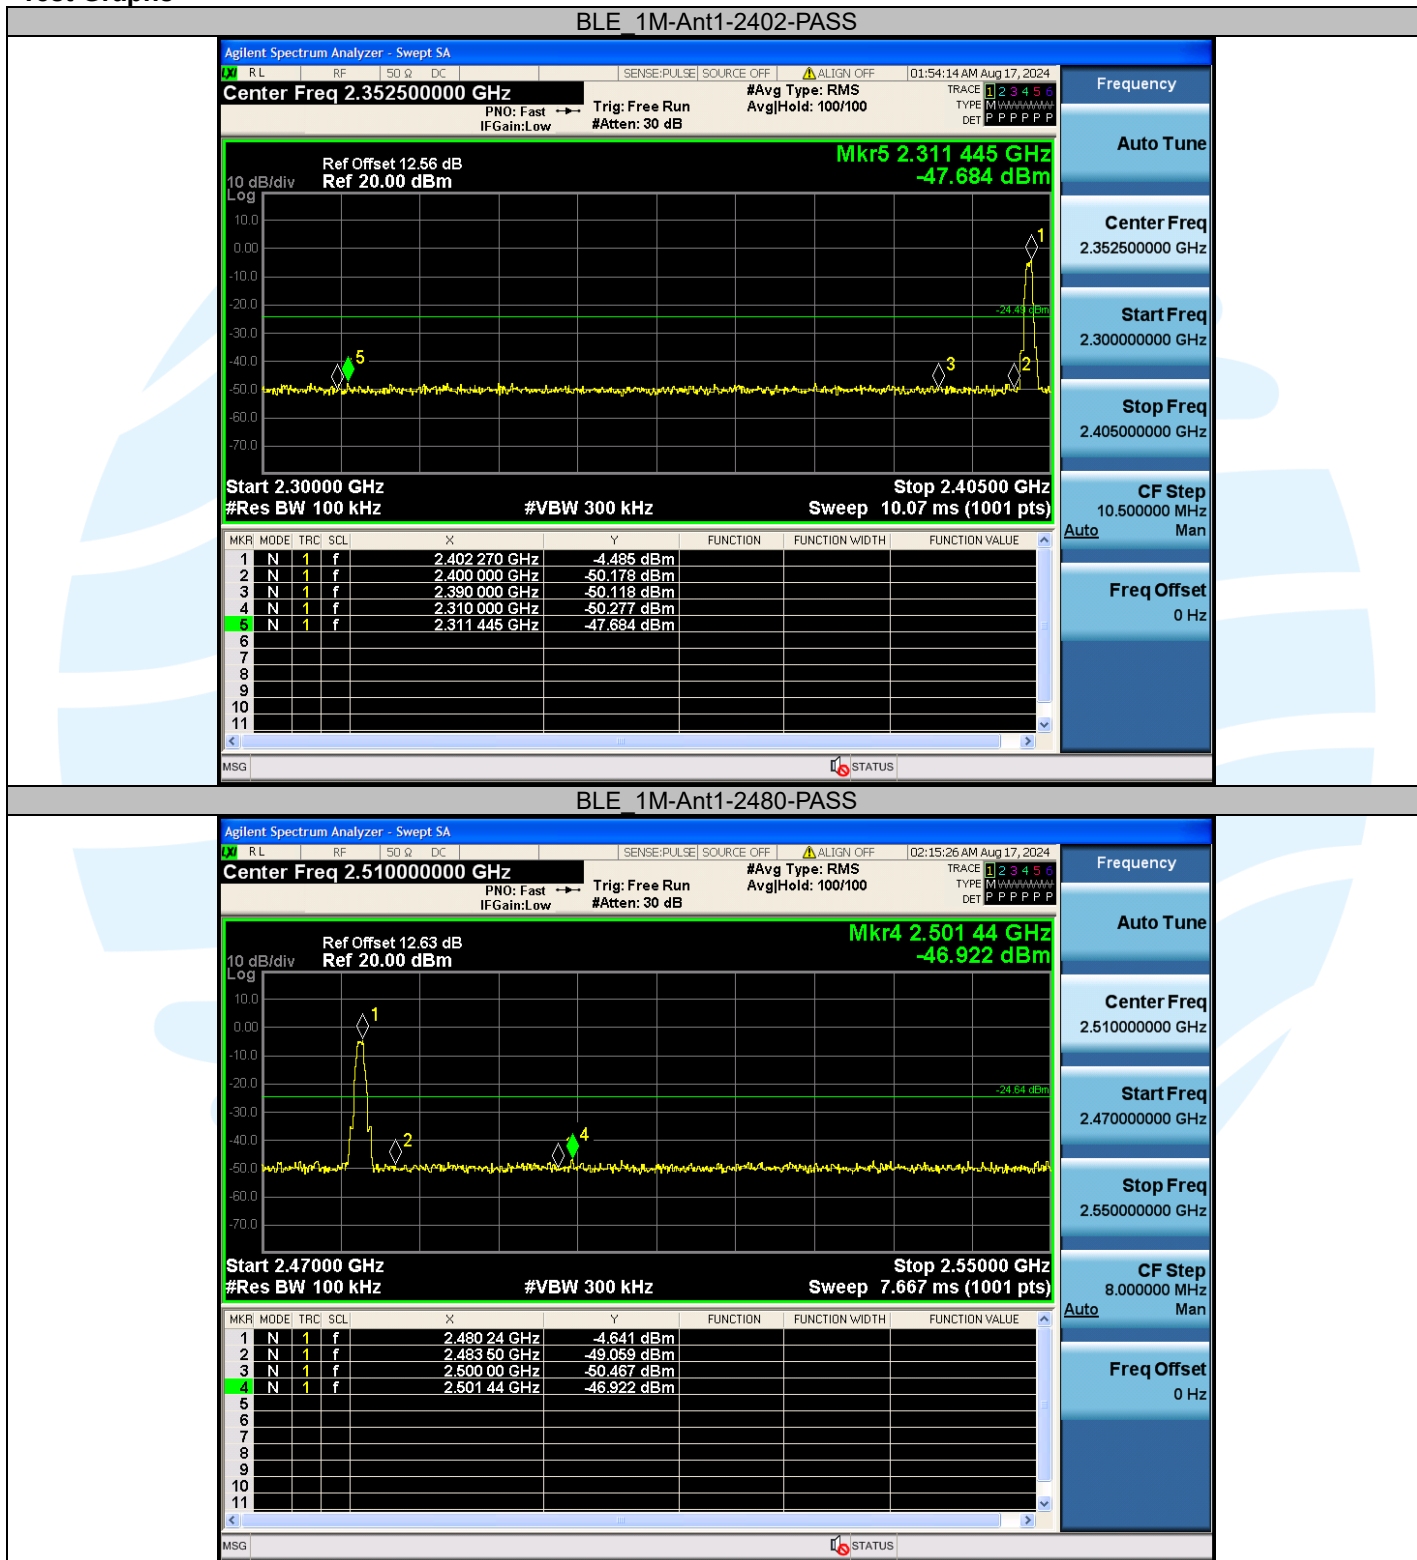 Test Graphs
BLE_1M-Ant1-2402-PASS
Agilent Spectrum Analyzer - Swept SA
LXI RL RF 50 Ω DC SENSE:PULSE SOURCE OFF ALIGN OFF 01:54:14 AM Aug 17, 2024
Center Freq 2.352500000 GHz
PNO: Fast
IFGain:Low
Trig: Free Run
#Atten: 30 dB
#Avg Type: RMS
Avg|Hold: 100/100
TRACE 1 2 3 4 5 6
TYPE M WWWWW
DET P P P P P P
Frequency
Auto Tune
Center Freq
2.352500000 GHz
Start Freq
2.300000000 GHz
Stop Freq
2.405000000 GHz
CF Step
10.500000 MHz
Auto Man
Freq Offset
0 Hz
Mkr5 2.311 445 GHz
-47.684 dBm
Ref Offset 12.56 dB
10 dB/div Ref 20.00 dBm
Log
10.0
0.00
-10.0
-20.0
-30.0
-40.0
-50.0
-60.0
-70.0
1
-24.49 dBm
5
3
2
Start 2.30000 GHz Stop 2.40500 GHz
#Res BW 100 kHz #VBW 300 kHz Sweep 10.07 ms (1001 pts)
MKR MODE TRC SCL X Y FUNCTION FUNCTION WIDTH FUNCTION VALUE
1 N 1 f 2.402 270 GHz -4.485 dBm
2 N 1 f 2.400 000 GHz -50.178 dBm
3 N 1 f 2.390 000 GHz -50.118 dBm
4 N 1 f 2.310 000 GHz -50.277 dBm
5 N 1 f 2.311 445 GHz -47.684 dBm
6
7
8
9
10
11
MSG STATUS
BLE_1M-Ant1-2480-PASS
Agilent Spectrum Analyzer - Swept SA
LXI RL RF 50 Ω DC SENSE:PULSE SOURCE OFF ALIGN OFF 02:15:26 AM Aug 17, 2024
Center Freq 2.510000000 GHz
PNO: Fast
IFGain:Low
Trig: Free Run
#Atten: 30 dB
#Avg Type: RMS
Avg|Hold: 100/100
TRACE 1 2 3 4 5 6
TYPE M WWWWW
DET P P P P P P
Frequency
Auto Tune
Center Freq
2.510000000 GHz
Start Freq
2.470000000 GHz
Stop Freq
2.550000000 GHz
CF Step
8.000000 MHz
Auto Man
Freq Offset
0 Hz
Mkr4 2.501 44 GHz
-46.922 dBm
Ref Offset 12.63 dB
10 dB/div Ref 20.00 dBm
Log
10.0
0.00
-10.0
-20.0
-30.0
-40.0
-50.0
-60.0
-70.0
1
-24.64 dBm
2
4
Start 2.47000 GHz Stop 2.55000 GHz
#Res BW 100 kHz #VBW 300 kHz Sweep 7.667 ms (1001 pts)
MKR MODE TRC SCL X Y FUNCTION FUNCTION WIDTH FUNCTION VALUE
1 N 1 f 2.480 24 GHz -4.641 dBm
2 N 1 f 2.483 50 GHz -49.059 dBm
3 N 1 f 2.500 00 GHz -50.467 dBm
4 N 1 f 2.501 44 GHz -46.922 dBm
5
6
7
8
9
10
11
MSG STATUS